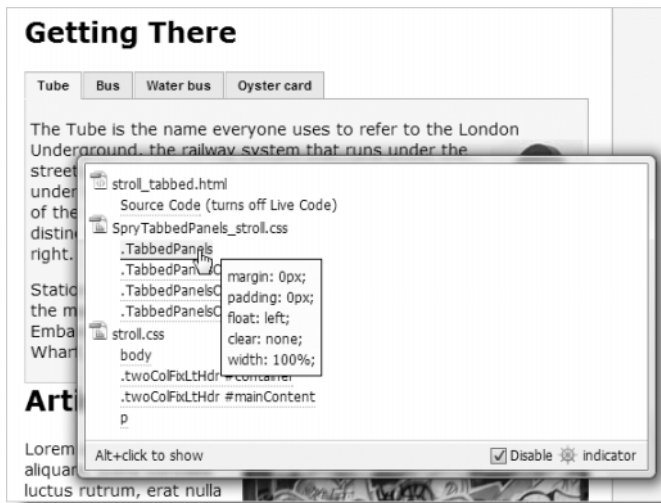 Getting There
Tube Bus Water bus Oyster card
The Tube is the name everyone uses to refer to the London
Underground, the railway system that runs under the
street
under
of the
distin
right.
Statio
the m
Emba
Wharf
stroll_tabbed.html
Source Code (turns off Live Code)
SpryTabbedPanels_stroll.css
.TabbedPanels
.TabbedPanelsC
.TabbedPanelsC
.TabbedPanelsC
margin: 0px;
padding: 0px;
float: left;
clear: none;
width: 100%;
stroll.css
body
.twoColFixLtHdr #container
.twoColFixLtHdr #mainContent
p
Alt+click to show Disable indicator
Arti
Lorem
aliquam
luctus rutrum, erat nulla